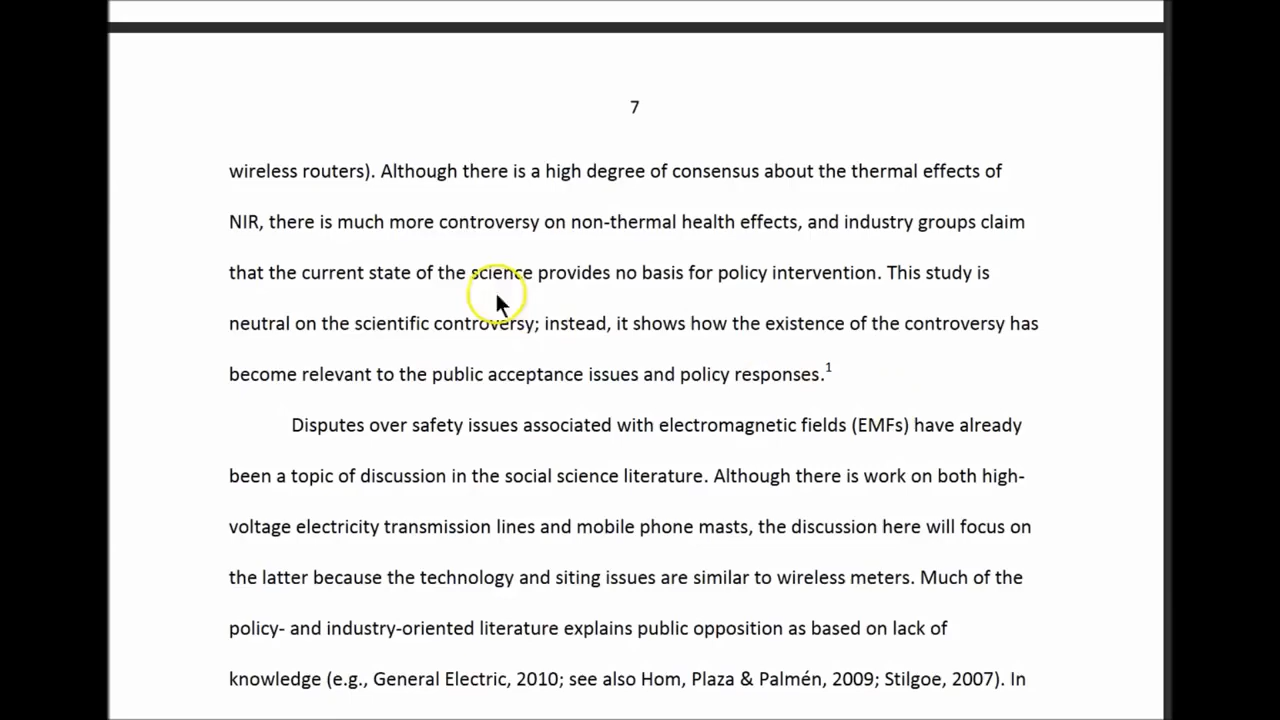 7
wireless routers). Although there is a high degree of consensus about the thermal effects of
NIR, there is much more controversy on non-thermal health effects, and industry groups claim
that the current state of the science provides no basis for policy intervention. This study is
neutral on the scientific controversy; instead, it shows how the existence of the controversy has
become relevant to the public acceptance issues and policy responses.1
Disputes over safety issues associated with electromagnetic fields (EMFs) have already
been a topic of discussion in the social science literature. Although there is work on both high-
voltage electricity transmission lines and mobile phone masts, the discussion here will focus on
the latter because the technology and siting issues are similar to wireless meters. Much of the
policy- and industry-oriented literature explains public opposition as based on lack of
knowledge (e.g., General Electric, 2010; see also Hom, Plaza & Palmén, 2009; Stilgoe, 2007). In